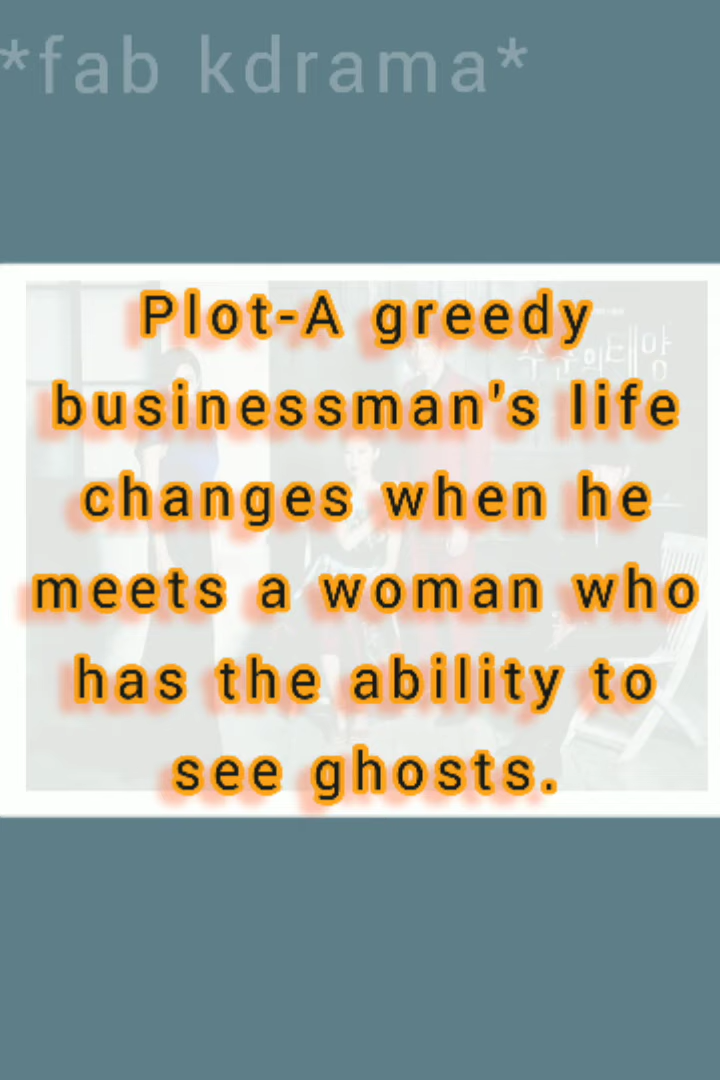 *fab kdrama*
Plot-A greedy
businessman's life
changes when he
meets a woman who
has the ability to
see ghosts.